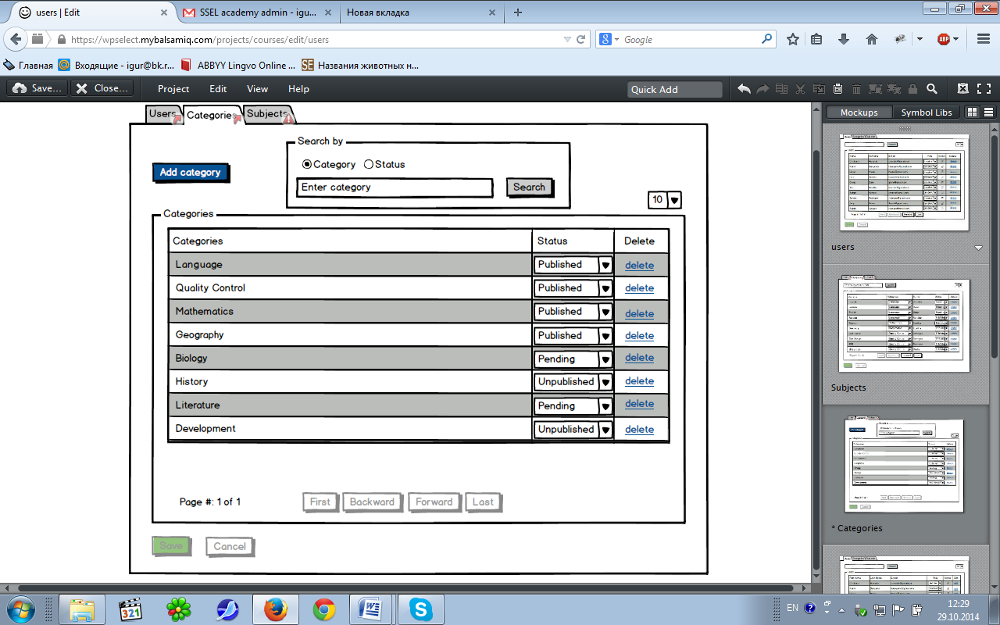 users | Edit
SSEL academy admin - igu...
Новая вкладка
https://wpselect.mybalsamiq.com/projects/courses/edit/users
Google
Главная
Входящие - igur@bk.r...
ABBYY Lingvo Online ...
Названия животных н...
Save...
Close...
Project
Edit
View
Help
Quick Add
Mockups
Symbol Libs
Users
Categories
Subjects
Search by
Add category
Category
Status
Enter category
Search
10
Categories
Categories Status Delete
Language Published delete
Quality Control Published delete
Mathematics Published delete
Geography Published delete
Biology Pending delete
History Unpublished delete
Literature Pending delete
Development Unpublished delete
Page #: 1 of 1
First
Backward
Forward
Last
Save
Cancel
users
Subjects
* Categories
EN
12:29
29.10.2014